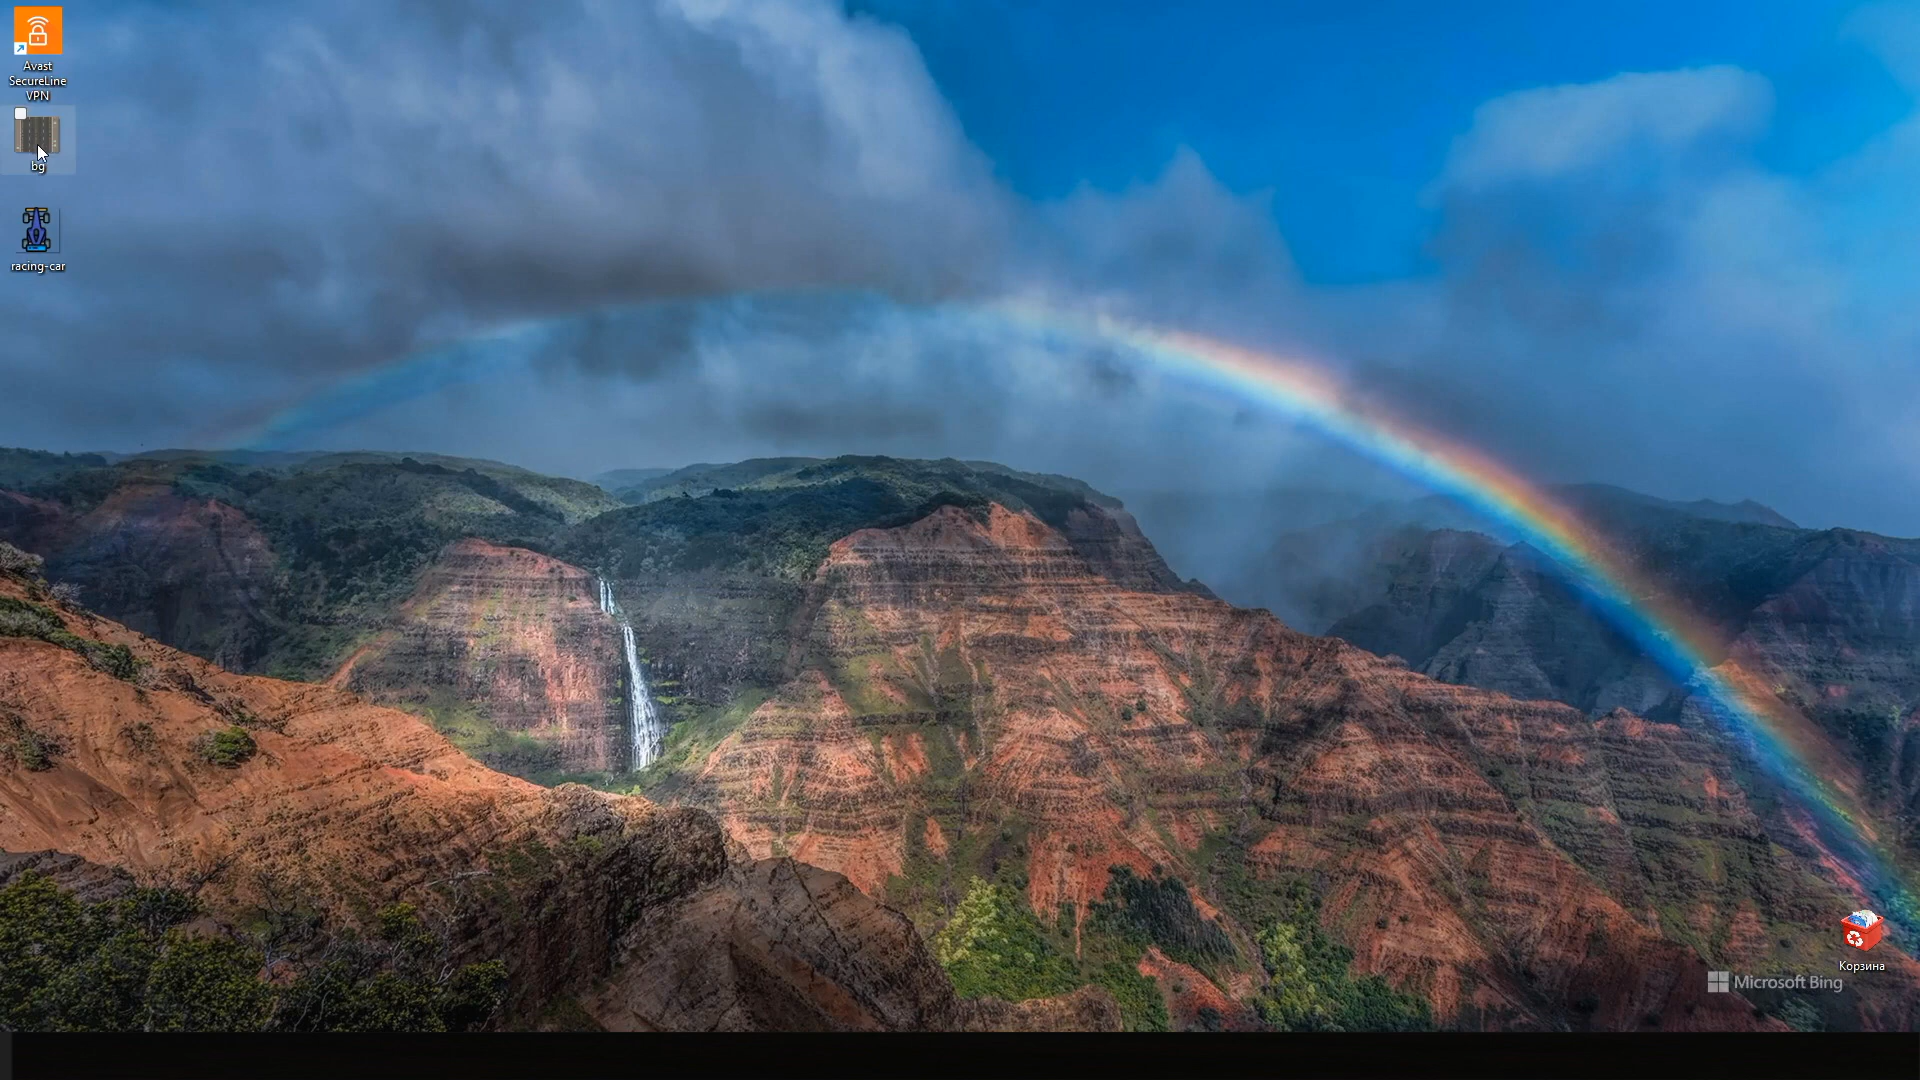 Avast
SecureLine
VPN
bg
racing-car
Корзина
Microsoft Bing